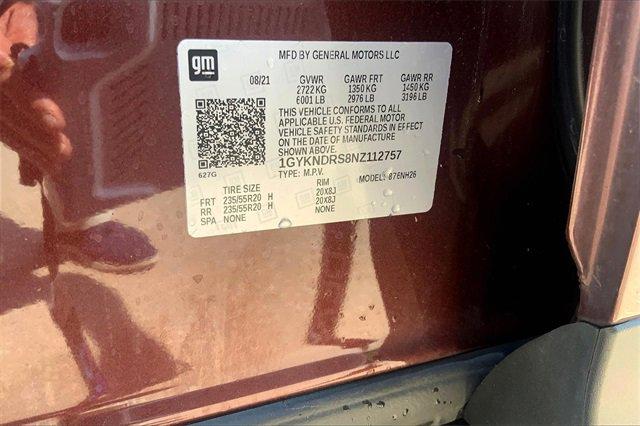 gm
MFD BY GENERAL MOTORS LLC
08/21 GVWR GAWR FRT GAWR RR
2722 KG 1350 KG 1450 KG
6001 LB 2976 LB 3196 LB
THIS VEHICLE CONFORMS TO ALL
APPLICABLE U.S. FEDERAL MOTOR
VEHICLE SAFETY STANDARDS IN EFFECT
ON THE DATE OF MANUFACTURE
SHOWN ABOVE.
1GYKNDRS8NZ112757
627G TYPE: M.P.V. MODEL: 6NH26
TIRE SIZE RIM
FRT 235/55R20 H 20X8J
RR 235/55R20 H 20X8J
SPA NONE NONE